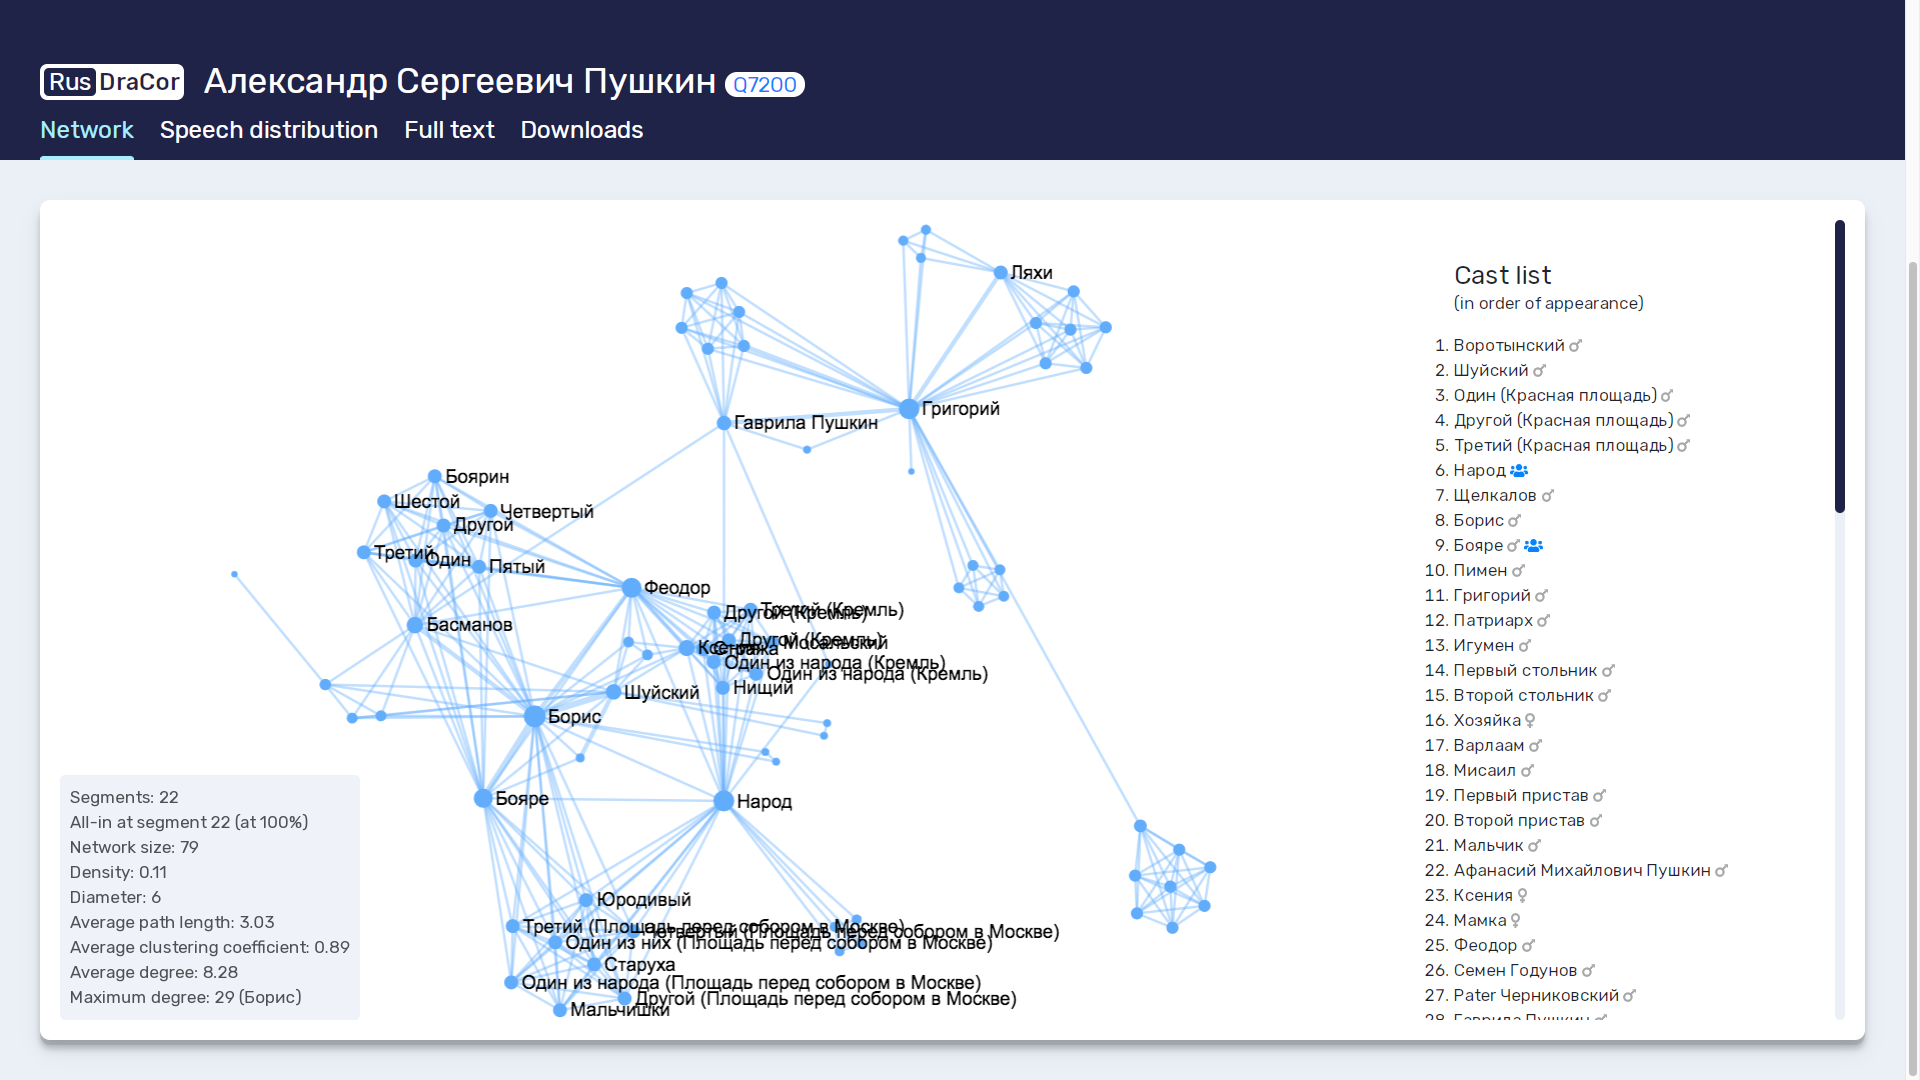 RusDraCor Александр Сергеевич Пушкин Q7200
Network Speech distribution Full text Downloads
Ляхи
Григорий
Гаврила Пушкин
Боярин
Шестой
Четвертый
Другой
Третий
Один
Пятый
Феодор
Третий (Кремль)
Другой (Кремль)
Басманов
Другой (Кремль)
Мосальский
Ксения
Стража
Один из народа (Кремль)
Один из народа (Кремль)
Нищий
Шуйский
Борис
Бояре
Народ
Юродивый
Третий (Площадь перед собором в Москве)
Четвертый (Площадь перед собором в Москве)
Один из них (Площадь перед собором в Москве)
Старуха
Один из народа (Площадь перед собором в Москве)
Другой (Площадь перед собором в Москве)
Мальчишки
Segments: 22
All-in at segment 22 (at 100%)
Network size: 79
Density: 0.11
Diameter: 6
Average path length: 3.03
Average clustering coefficient: 0.89
Average degree: 8.28
Maximum degree: 29 (Борис)
Cast list
(in order of appearance)
1. Воротынский
2. Шуйский
3. Один (Красная площадь)
4. Другой (Красная площадь)
5. Третий (Красная площадь)
6. Народ
7. Щелкалов
8. Борис
9. Бояре
10. Пимен
11. Григорий
12. Патриарх
13. Игумен
14. Первый стольник
15. Второй стольник
16. Хозяйка
17. Варлаам
18. Мисаил
19. Первый пристав
20. Второй пристав
21. Мальчик
22. Афанасий Михайлович Пушкин
23. Ксения
24. Мамка
25. Феодор
26. Семен Годунов
27. Pater Черниковский
28. Гаврила Пушкин